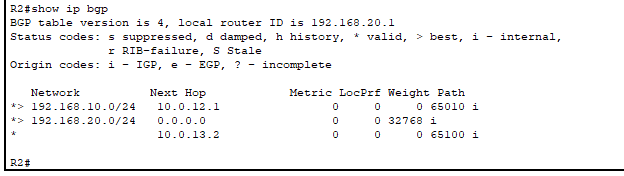 R2#show ip bgp
BGP table version is 4, local router ID is 192.168.20.1
Status codes: s suppressed, d damped, h history, * valid, > best, i - internal,
              r RIB-failure, S Stale
Origin codes: i - IGP, e - EGP, ? - incomplete

   Network          Next Hop            Metric LocPrf Weight Path
*> 192.168.10.0/24   10.0.12.1                0      0      0 65010 i
*> 192.168.20.0/24   0.0.0.0                  0      0 32768 i
*                    10.0.13.2                0      0      0 65100 i

R2#